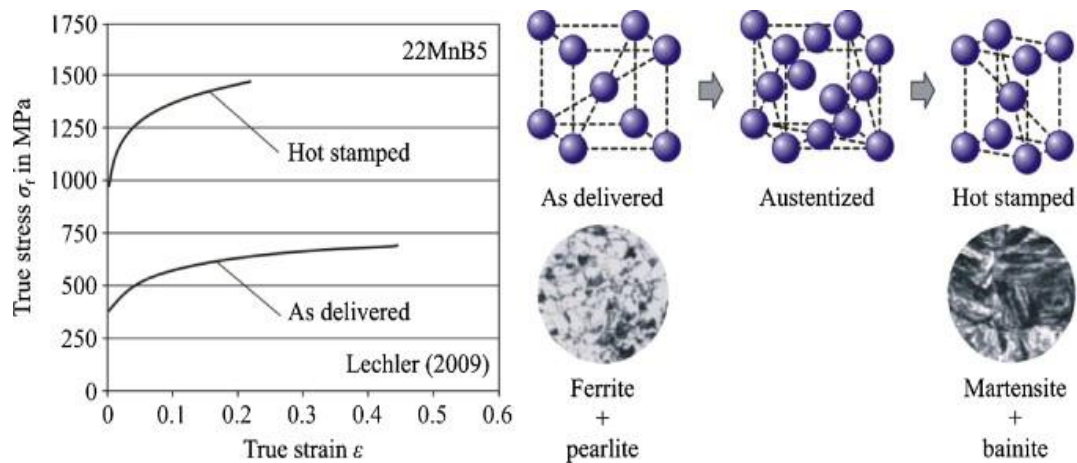 1750
1500
1250
1000
750
500
250
0
0 0.1 0.2 0.3 0.4 0.5 0.6
True stress σf in MPa
True strain ε
22MnB5
Hot stamped
As delivered
Lechler (2009)
As delivered
Austentized
Hot stamped
Ferrite
+
pearlite
Martensite
+
bainite